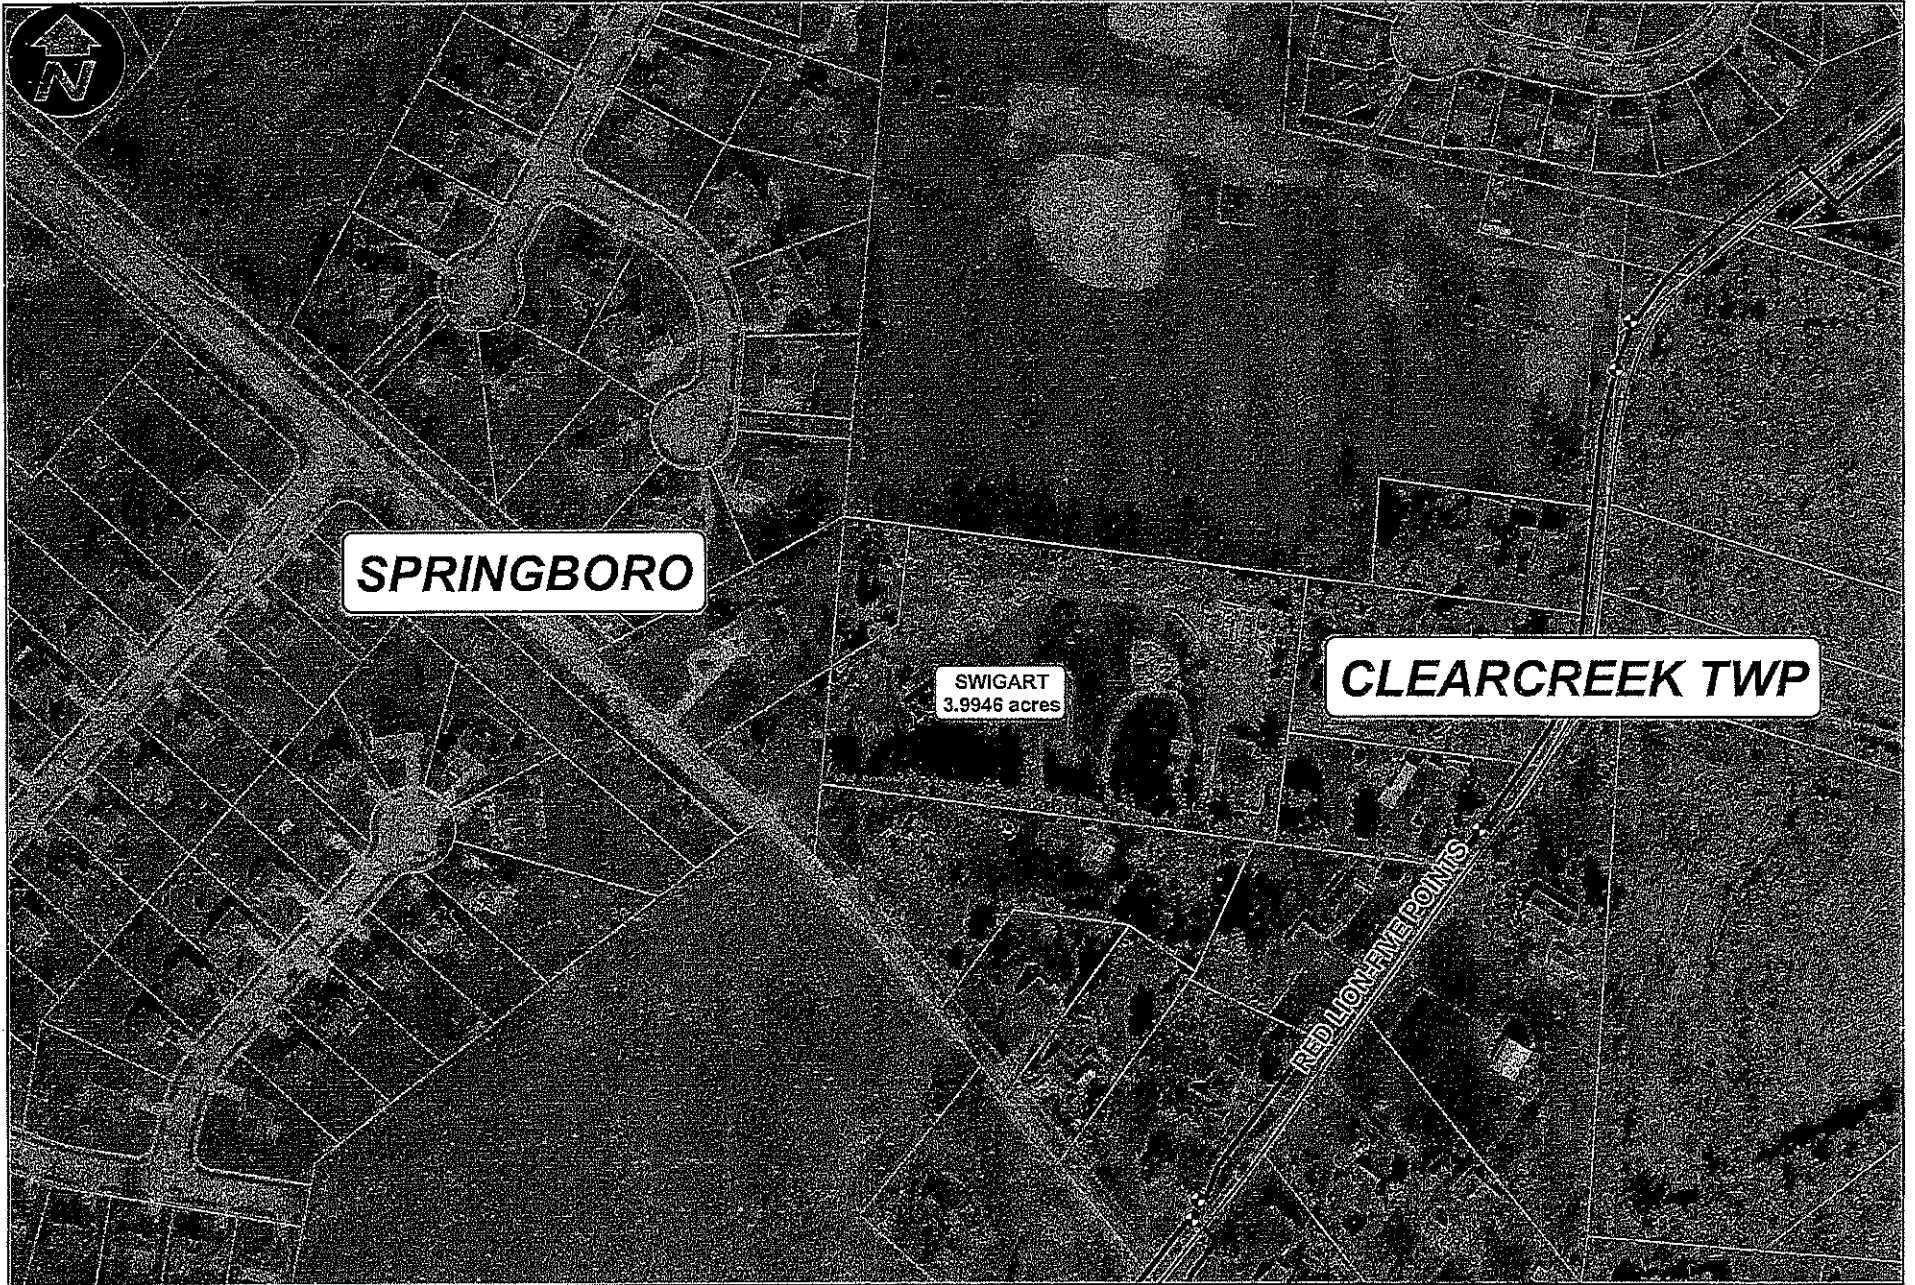 N
SPRINGBORO
SWIGART
3.9946 acres
CLEARCREEK TWP
RED LION-FIVE POINTS